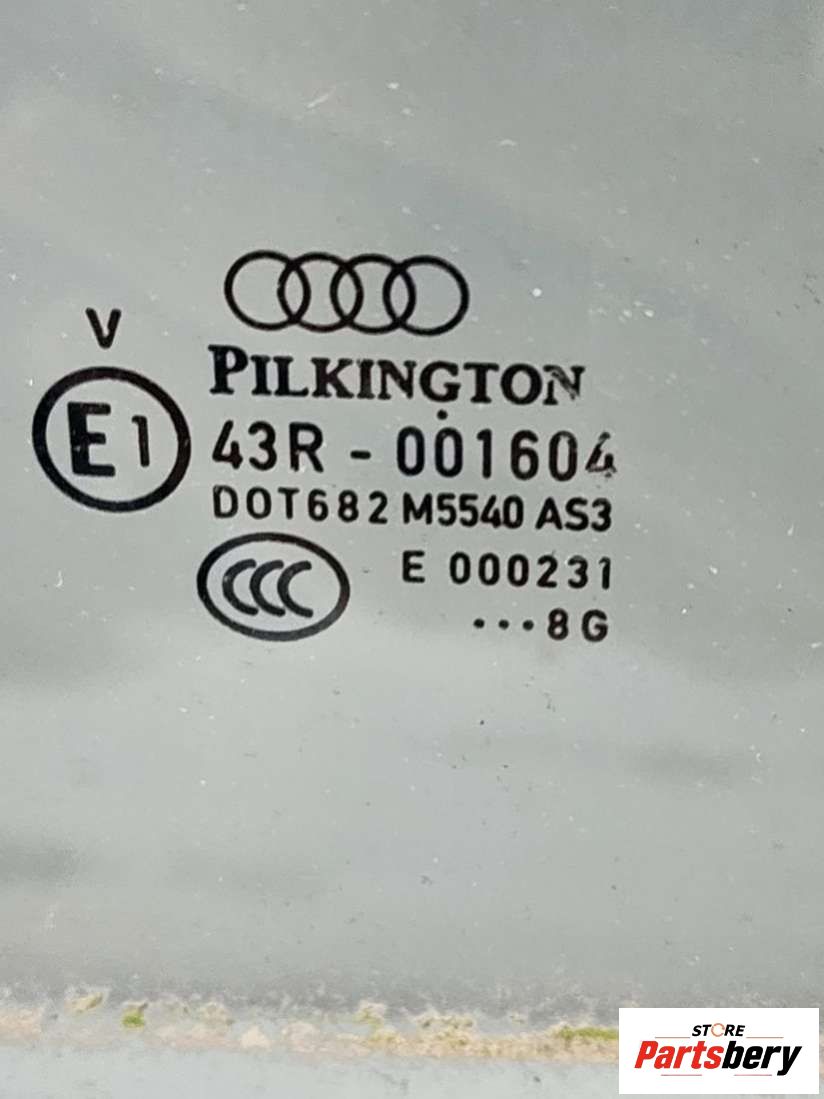 V
PILKINGTON
E1 43R - 001604
DOT682 M5540 AS3
CCC E 000231
...8G
STORE
Partsbery